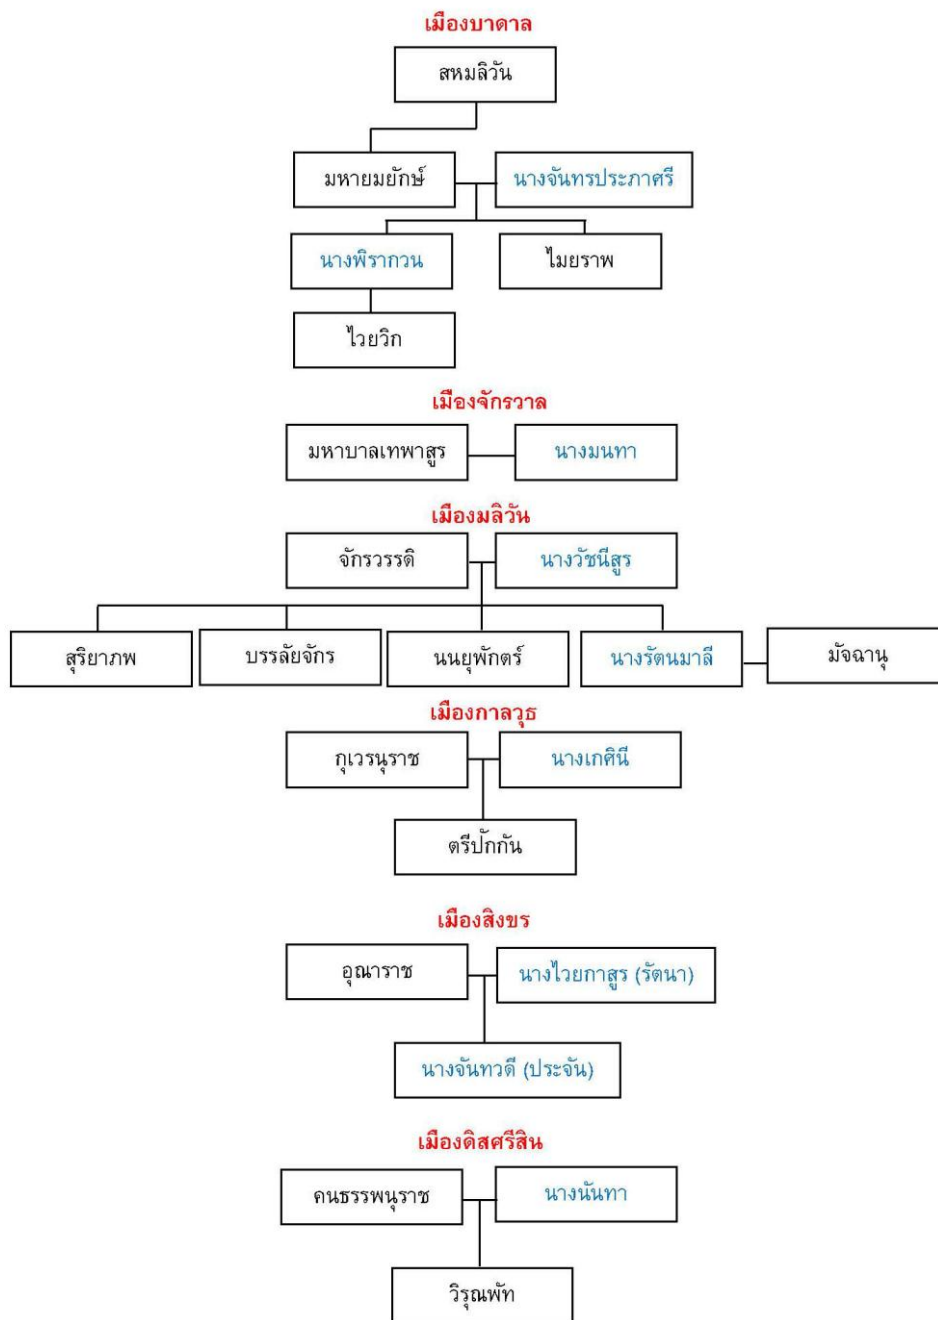 เมืองบาดาล
สหมลิวัน
มหายมยักษ์ นางจันทรประภาศรี
นางพิรากวน ไมยราพ
ไวยวิก
เมืองจักรวาล
มหาบาลเทพาสูร นางมนทา
เมืองมลิวัน
จักรวรรดิ นางวัชนีสูร
สุริยาภพ บรรลัยจักร นนยุพักตร์ นางรัตนมาลี มัจฉานุ
เมืองกาลวุธ
กุเวรนุราช นางเกศินี
ตรีปักกัน
เมืองสิงขร
อุณาราช นางไวยกาสูร (รัตนา)
นางจันทวดี (ประจัน)
เมืองดิสศรีสิน
คนธรรพนุราช นางนันทา
วิรุณพัท